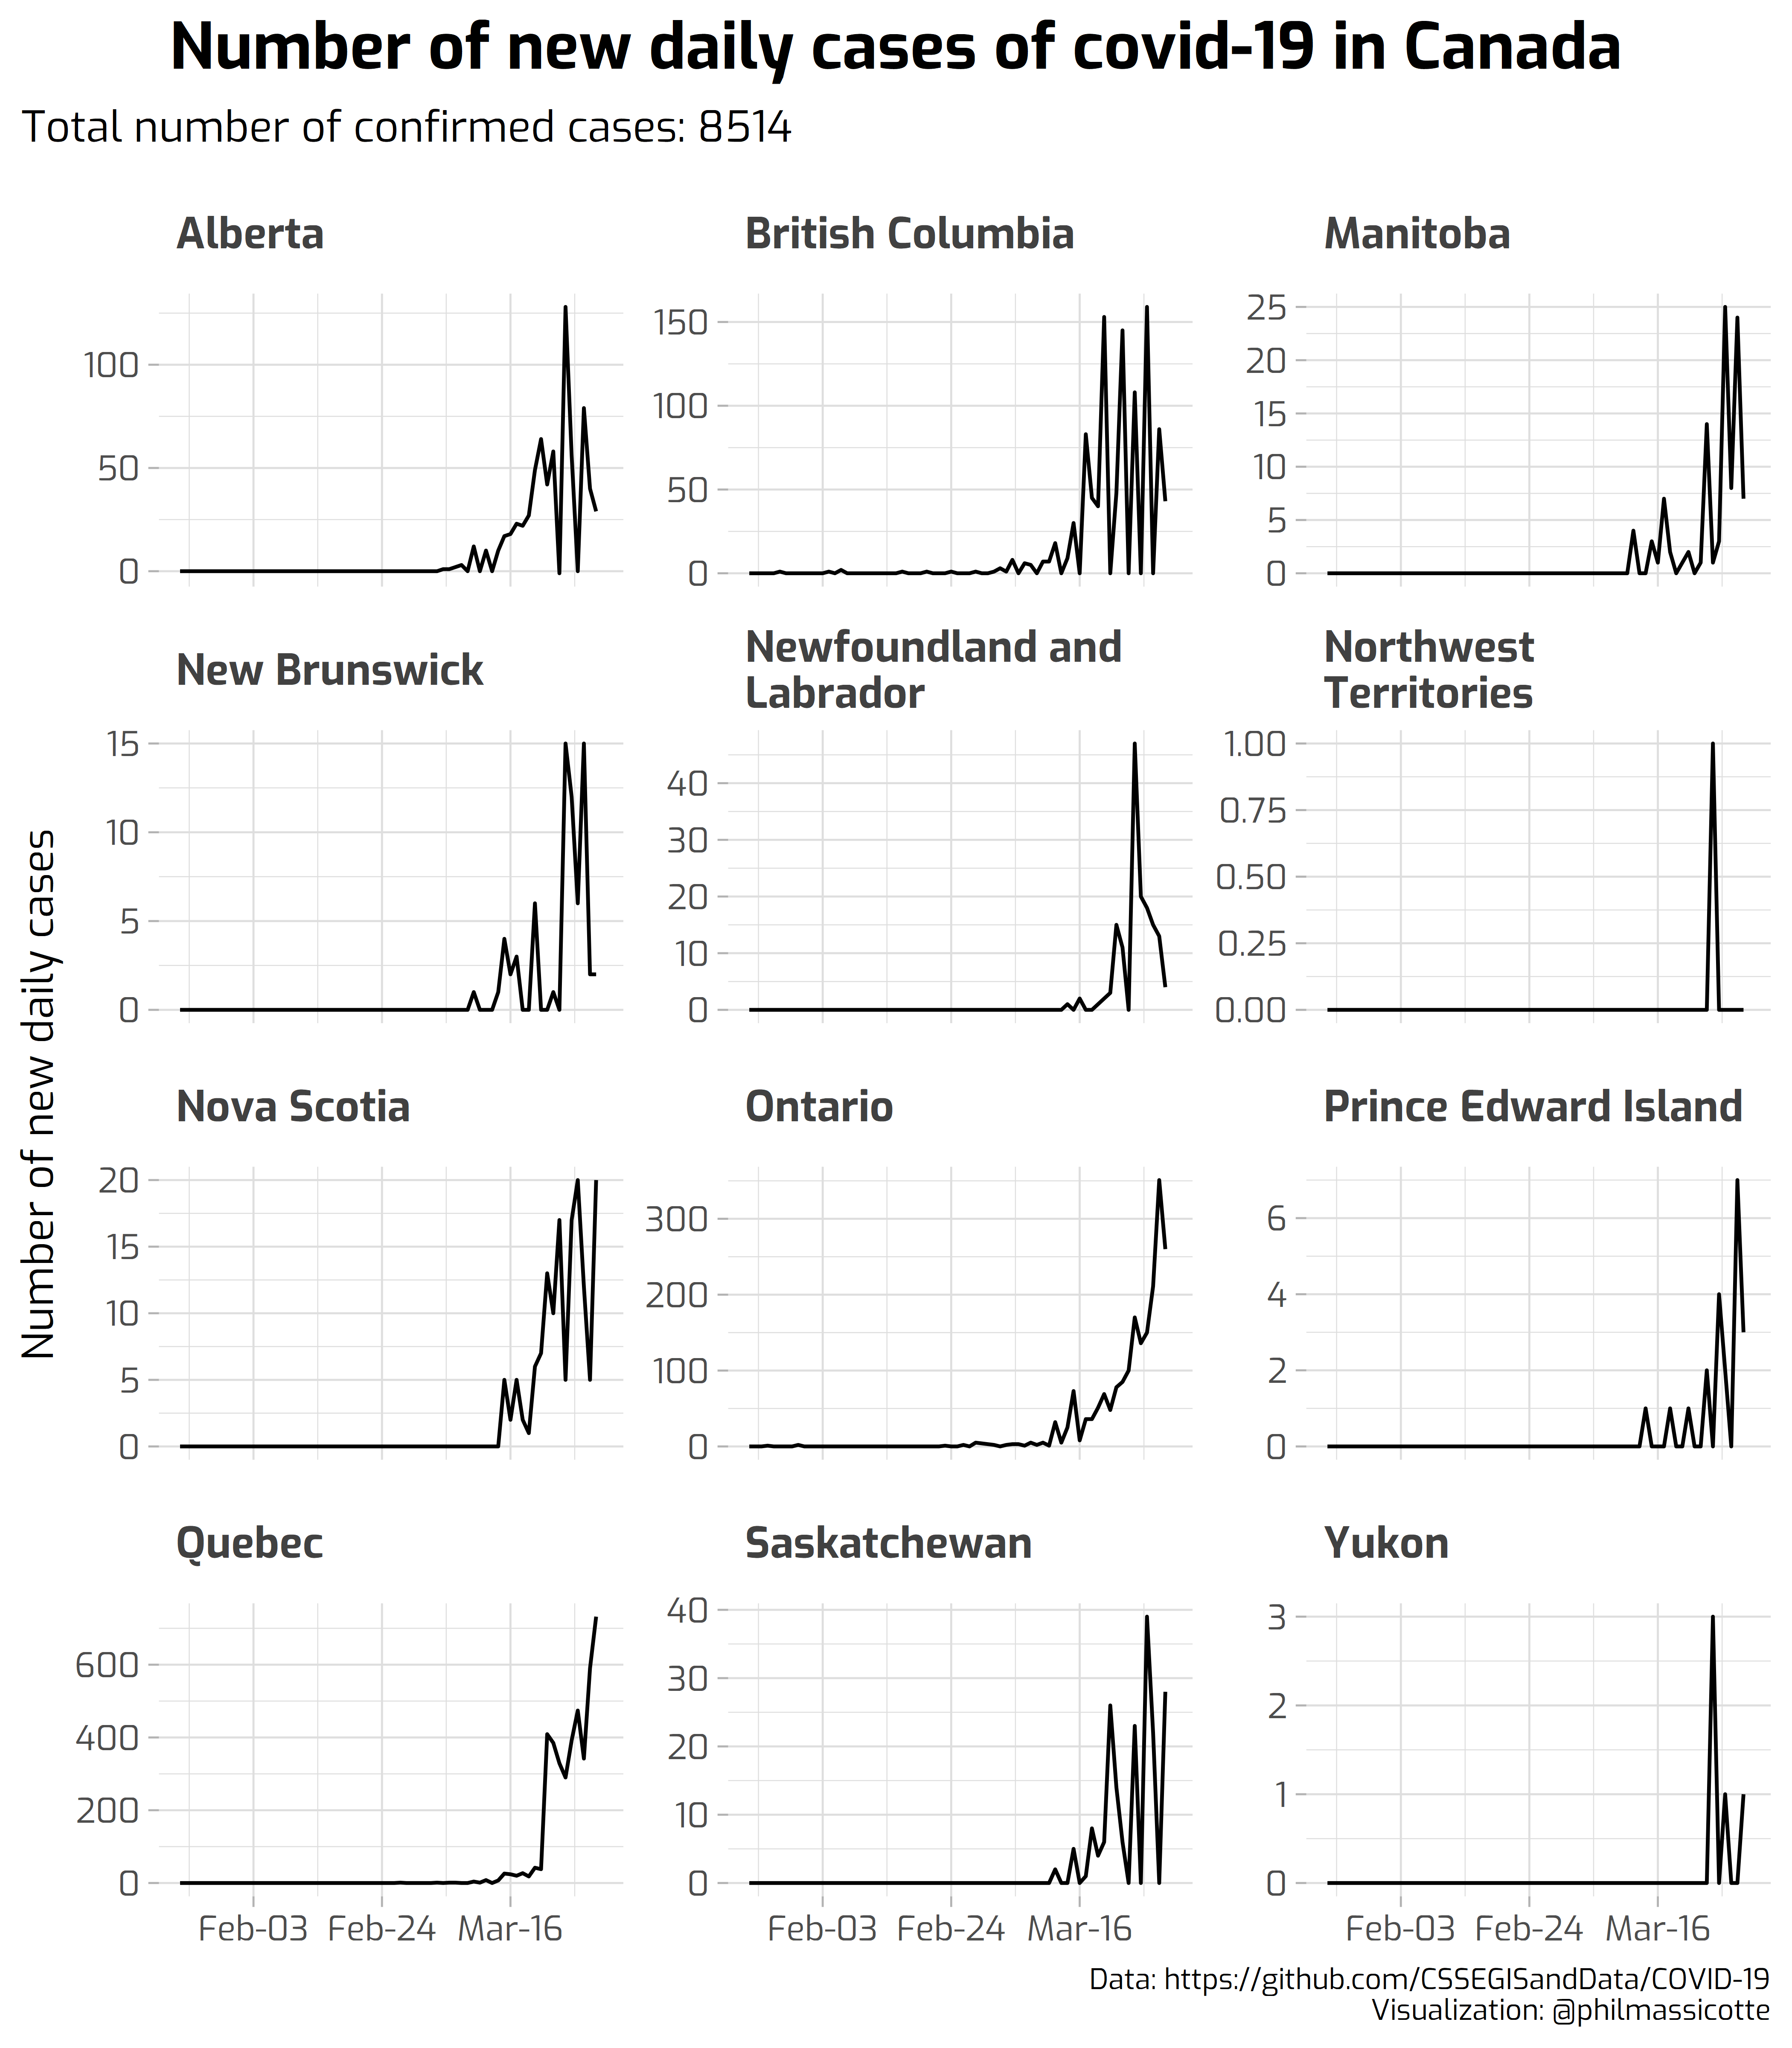 Number of new daily cases of covid-19 in Canada
Total number of confirmed cases: 8514
Number of new daily cases
Alberta
100
50
0
British Columbia
150
100
50
0
Manitoba
25
20
15
10
5
0
New Brunswick
15
10
5
0
Newfoundland and
Labrador
40
30
20
10
0
Northwest
Territories
1.00
0.75
0.50
0.25
0.00
Nova Scotia
20
15
10
5
0
Ontario
300
200
100
0
Prince Edward Island
6
4
2
0
Quebec
600
400
200
0
Feb-03 Feb-24 Mar-16
Saskatchewan
40
30
20
10
0
Feb-03 Feb-24 Mar-16
Yukon
3
2
1
0
Feb-03 Feb-24 Mar-16
Data: https://github.com/CSSEGISandData/COVID-19
Visualization: @philmassicotte